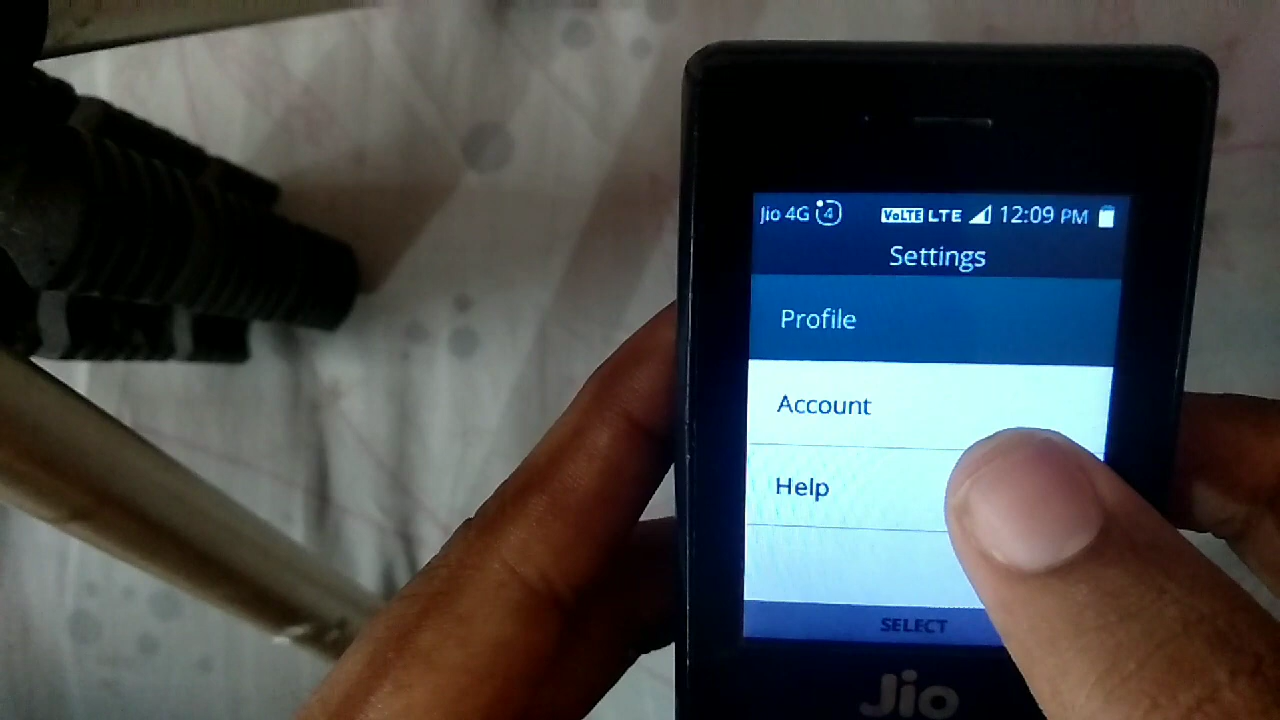 Jio 4G 4 VoLTE LTE 12:09 PM
Settings
Profile
Account
Help
SELECT
Jio